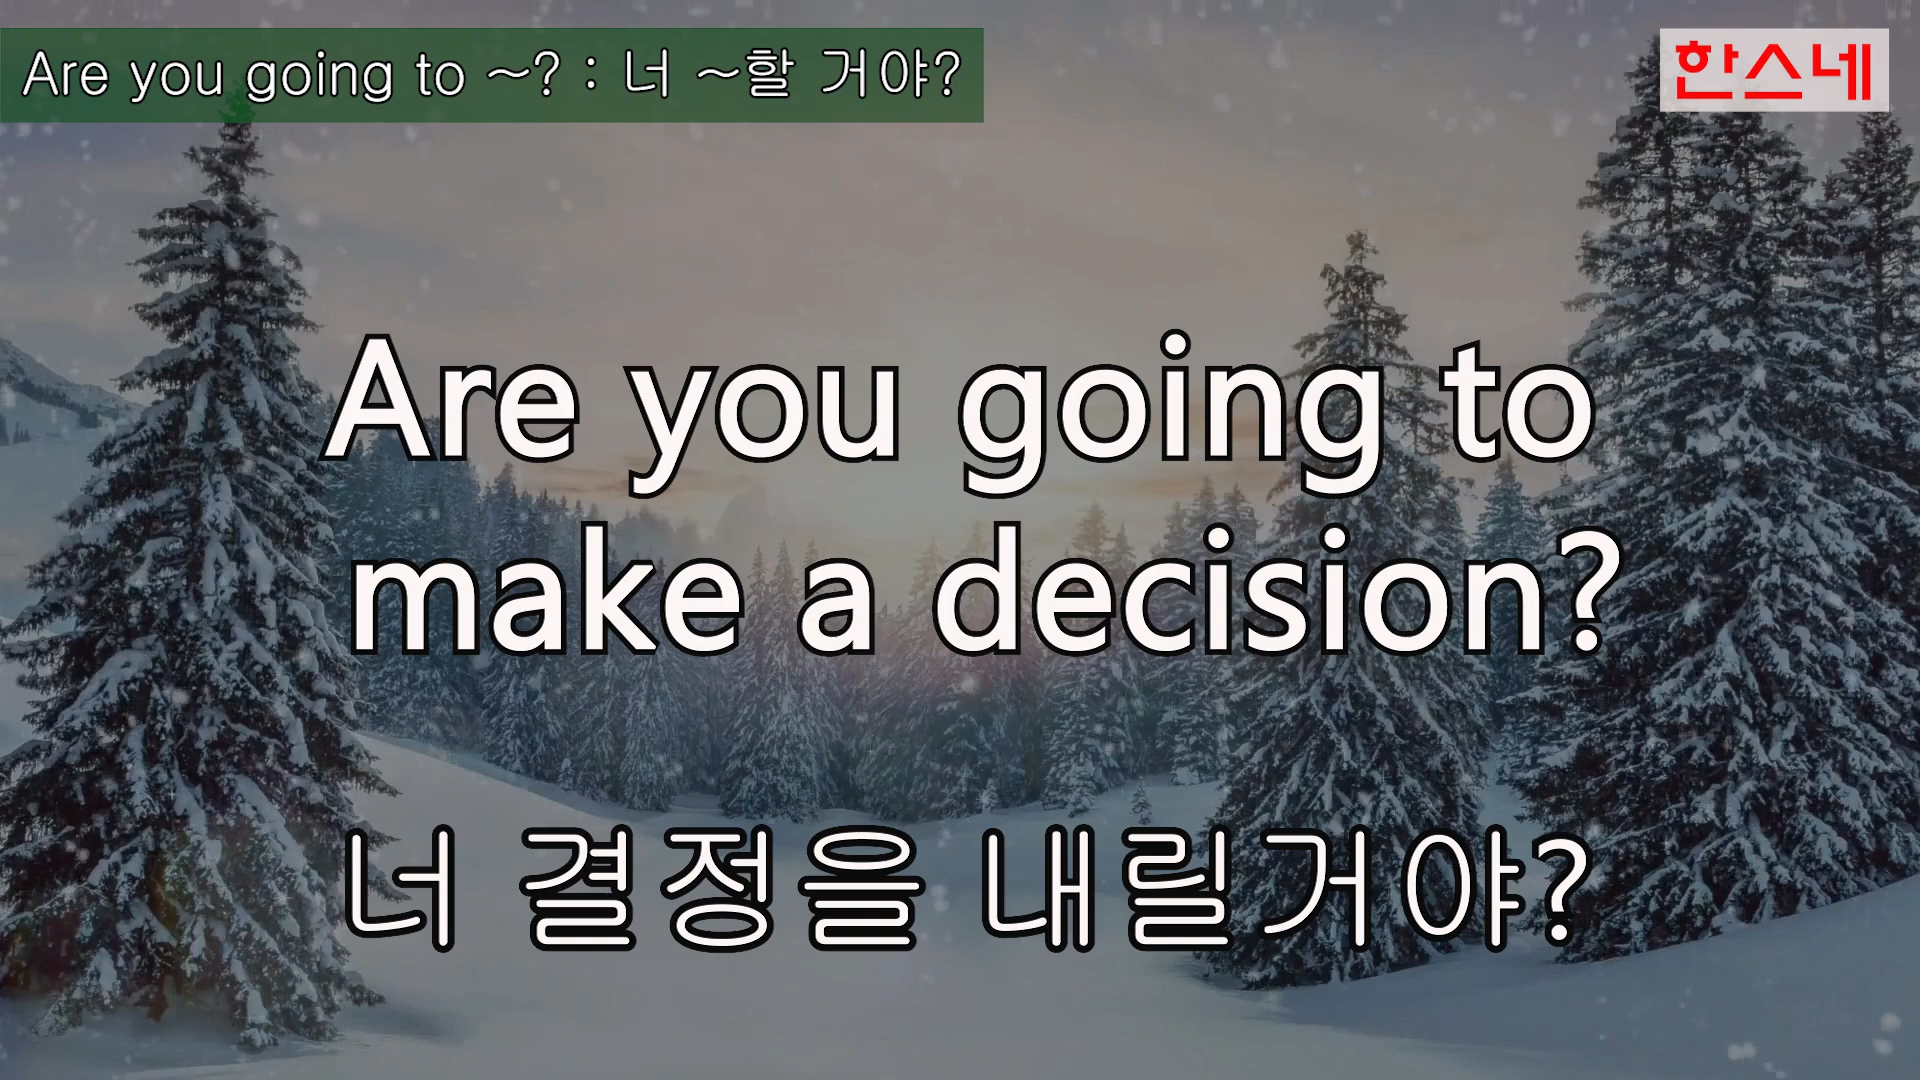 Are you going to ~? : 너 ~할 거야?
한스네
Are you going to
make a decision?
너 결정을 내릴거야?